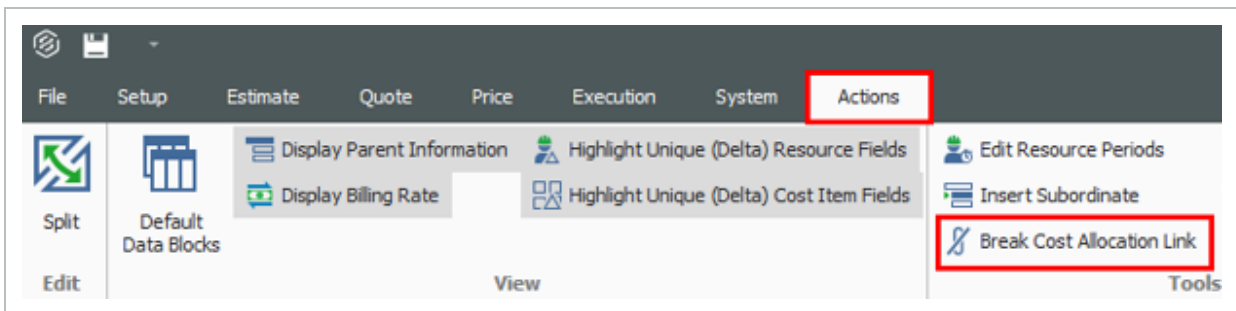 File Setup Estimate Quote Price Execution System Actions
Display Parent Information Highlight Unique (Delta) Resource Fields Edit Resource Periods
Display Billing Rate Highlight Unique (Delta) Cost Item Fields Insert Subordinate
Split Default Break Cost Allocation Link
Data Blocks
Edit View Tools